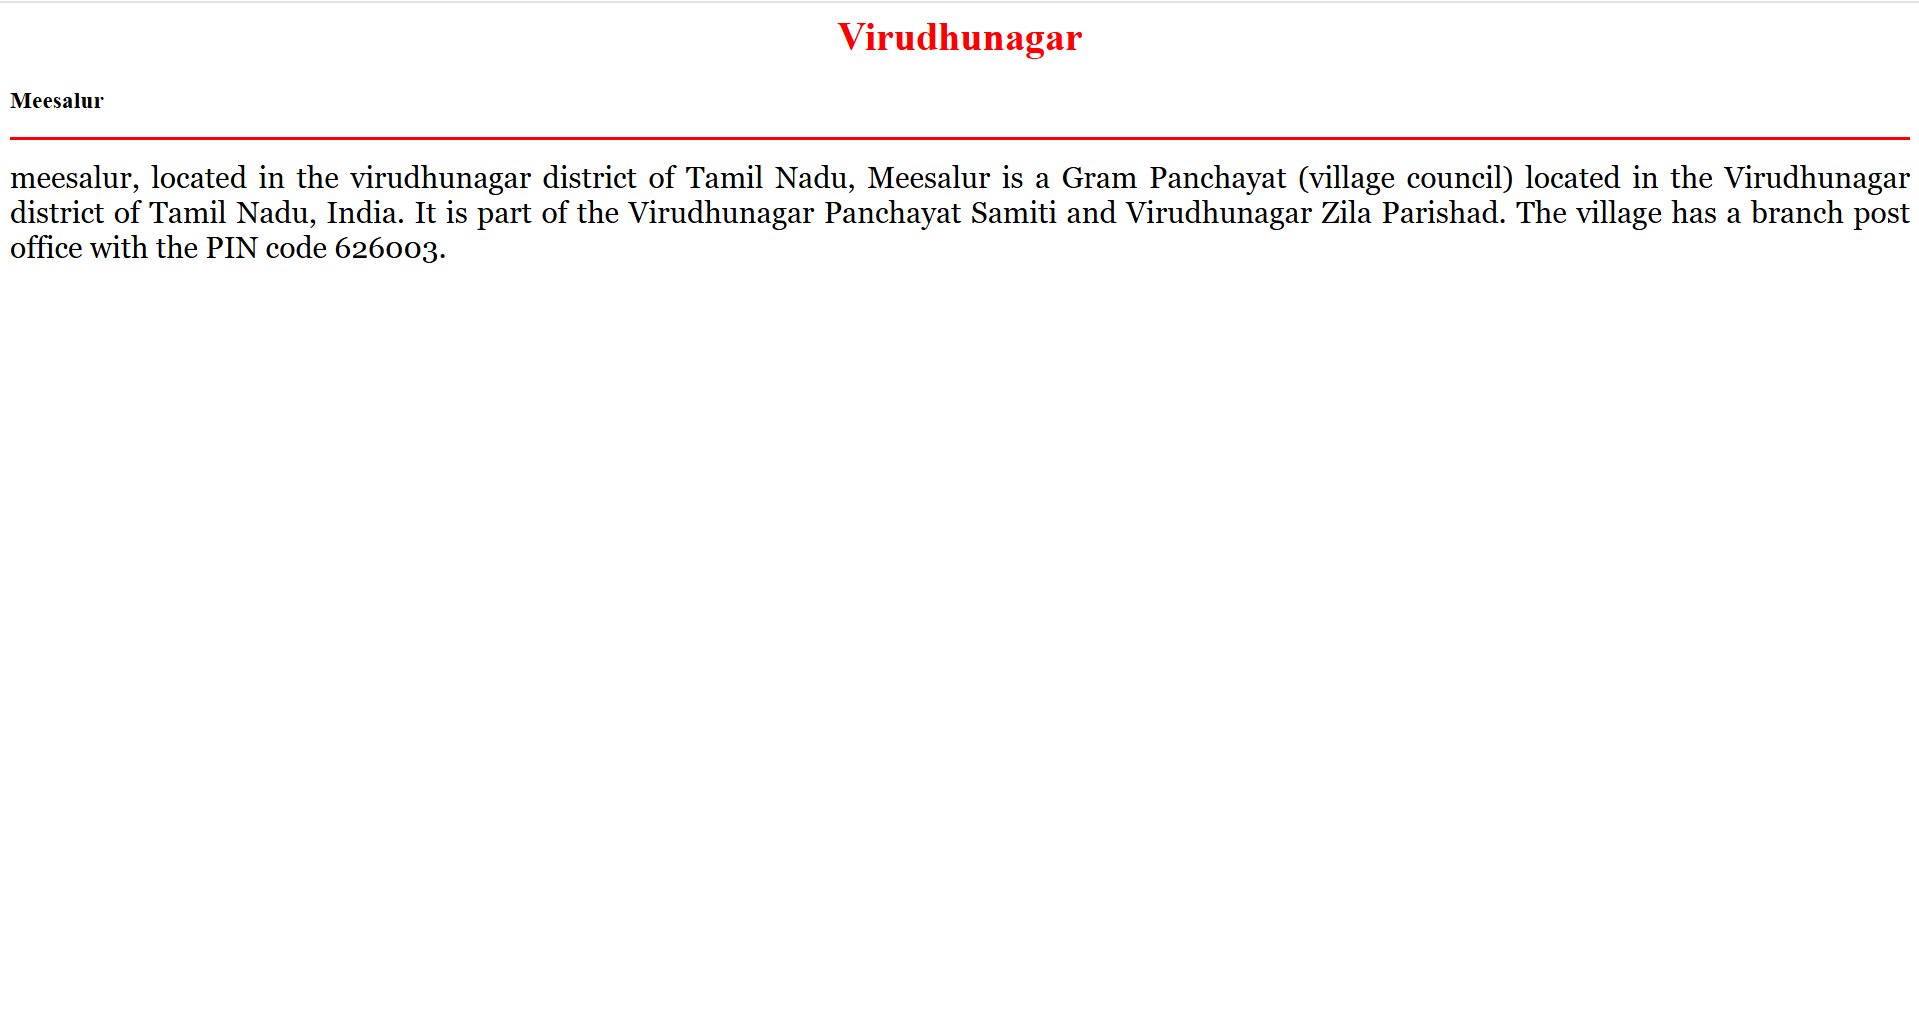 Virudhunagar
Meesalur
meesalur, located in the virudhunagar district of Tamil Nadu, Meesalur is a Gram Panchayat (village council) located in the Virudhunagar
district of Tamil Nadu, India. It is part of the Virudhunagar Panchayat Samiti and Virudhunagar Zila Parishad. The village has a branch post
office with the PIN code 626003.